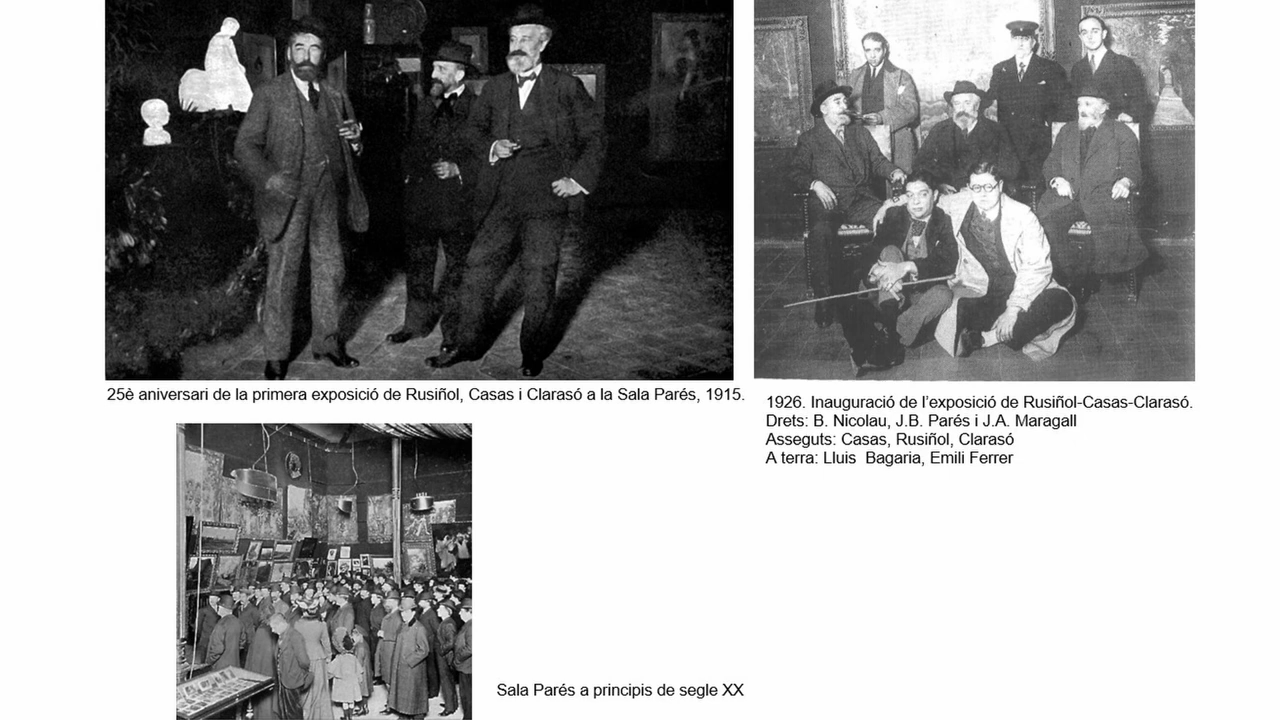 25è aniversari de la primera exposició de Rusiñol, Casas i Clarasó a la Sala Parés, 1915.
1926. Inauguració de l’exposició de Rusiñol-Casas-Clarasó.
Drets: B. Nicolau, J.B. Parés i J.A. Maragall
Asseguts: Casas, Rusiñol, Clarasó
A terra: Lluis Bagaria, Emili Ferrer
Sala Parés a principis de segle XX